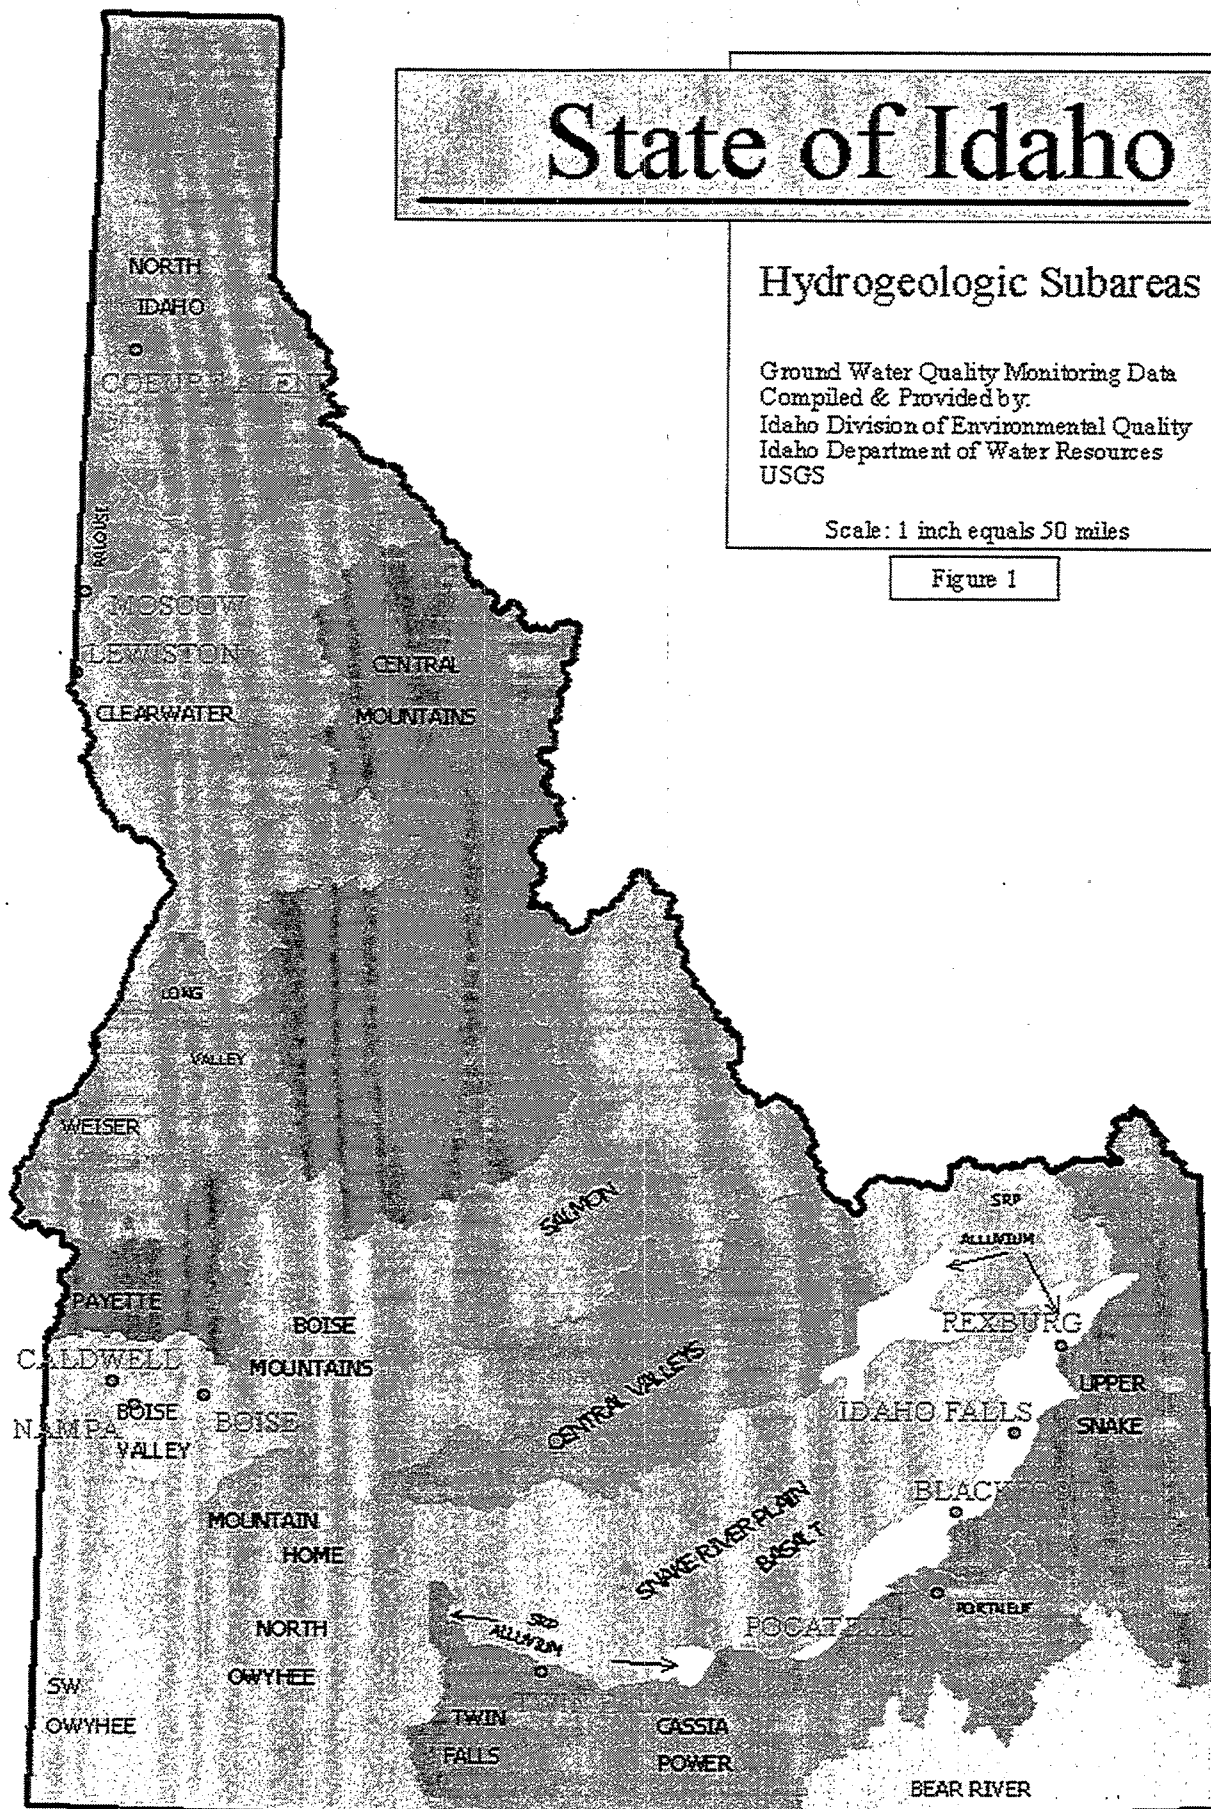 State of Idaho
Hydrogeologic Subareas
Ground Water Quality Monitoring Data
Compiled & Provided by:
Idaho Division of Environmental Quality
Idaho Department of Water Resources
USGS
Scale: 1 inch equals 50 miles
Figure 1
NORTH
IDAHO
PALOUSE
MOSCOW
LEWISTON
CLEARWATER
CENTRAL
MOUNTAINS
LONG
VALLEY
WEISER
SALMON
SRP
ALLUVIUM
PAYETTE
BOISE
MOUNTAINS
REXBURG
CALDWELL
CENTRAL VALLEYS
UPPER
SNAKE
NAMPA
BOISE
VALLEY
BOISE
IDAHO FALLS
MOUNTAIN
HOME
SNAKE RIVER PLAIN
BASALT
PORTNEUF
NORTH
OWYHEE
SRP
ALLUVIUM
SW
OWYHEE
TWIN
FALLS
CASSIA
POWER
BEAR RIVER